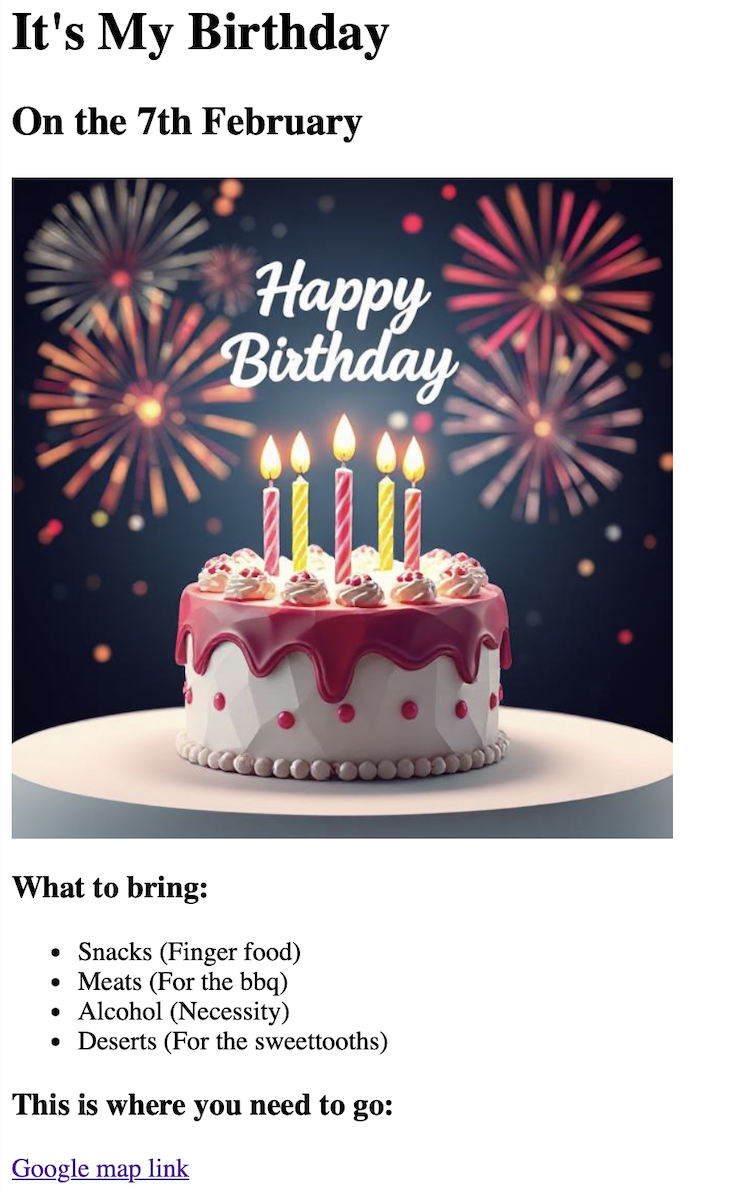 It's My Birthday
On the 7th February
Happy
Birthday
What to bring:
• Snacks (Finger food)
• Meats (For the bbq)
• Alcohol (Necessity)
• Deserts (For the sweettooths)
This is where you need to go:
Google map link